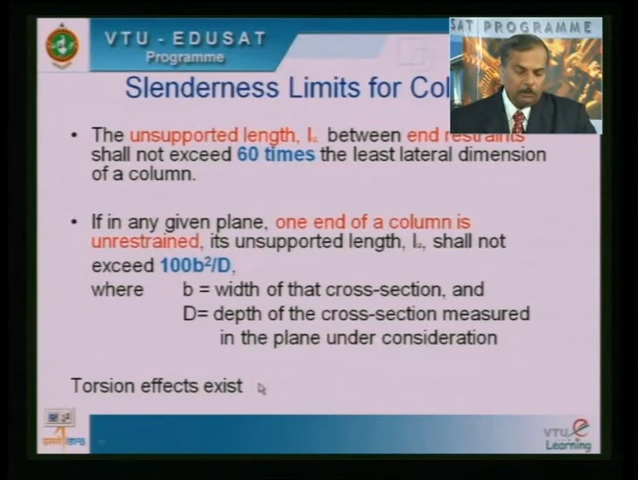 VTU - EDUSAT
Programme
SAT PROGRAMME
Slenderness Limits for Col
• The unsupported length, l between end restraints
shall not exceed 60 times the least lateral dimension
of a column.
• If in any given plane, one end of a column is
unrestrained, its unsupported length, l, shall not
exceed 100b²/D,
where b = width of that cross-section, and
D= depth of the cross-section measured
in the plane under consideration
Torsion effects exist
VTU e
Learning